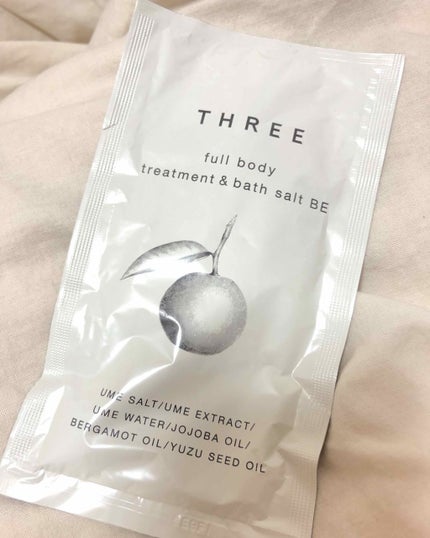 THREE
full body
treatment & bath salt BE
UME SALT/UME EXTRACT/
UME WATER/JOJOBA OIL/
BERGAMOT OIL/YUZU SEED OIL